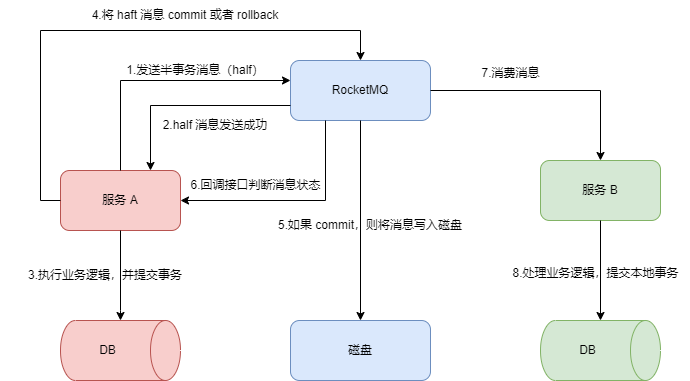 4.将 haft 消息 commit 或者 rollback
1.发送半事务消息（half）
RocketMQ
7.消费消息
2.half 消息发送成功
6.回调接口判断消息状态
服务 A
服务 B
5.如果 commit，则将消息写入磁盘
3.执行业务逻辑，并提交事务
8.处理业务逻辑，提交本地事务
DB
磁盘
DB